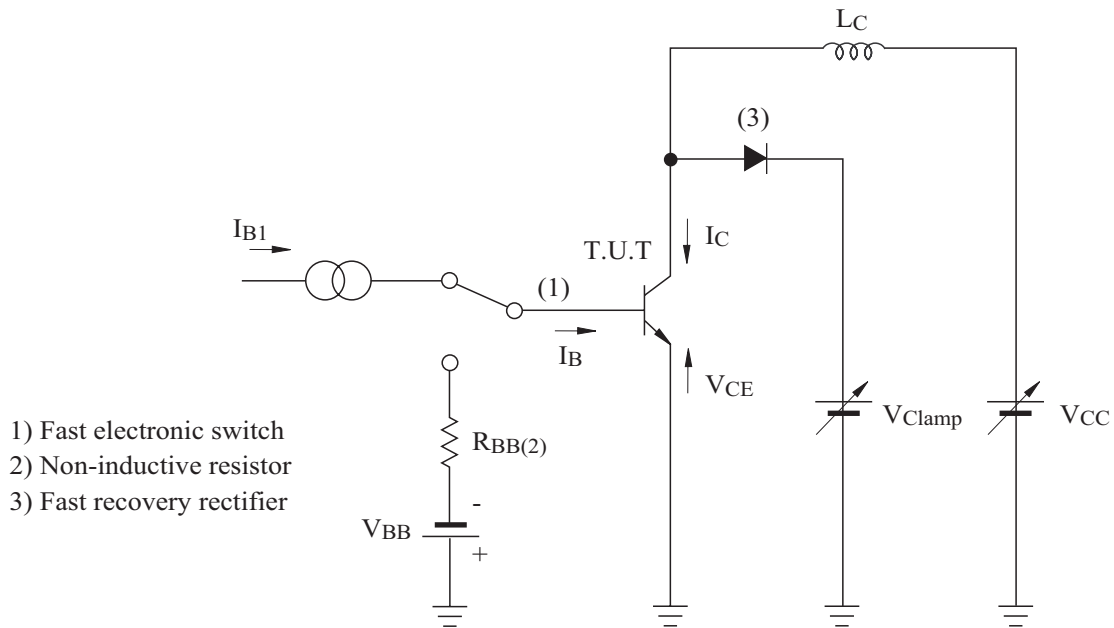 LC
(3)
IB1
T.U.T
IC
(1)
IB
VCE
VClamp
VCC
RBB(2)
1) Fast electronic switch
2) Non-inductive resistor
3) Fast recovery rectifier
-
VBB
+